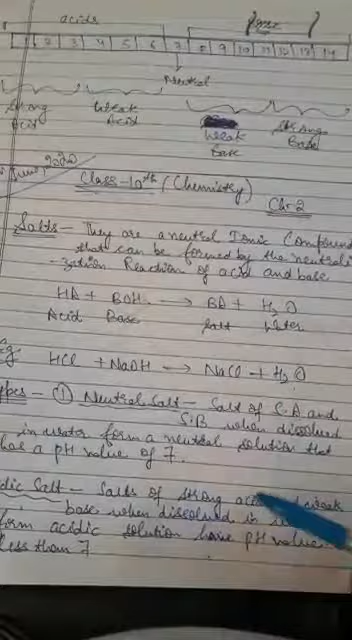 acids
1 2 3 4 5 6 7 8 9 10 11 12 13 14
Neutral
Strong Acid
Weak Acid
Weak Base
Strong Base
Class-10th (Chemistry)
Ch-2
Salts - They are a neutral Ionic Compound
that can be formed by the neutrali
-zation Reaction of acid and base
HA + BOH → BA + H2O
Acid Base Salt Water
HCl + NaOH → NaCl + H2O
Types - ① Neutral Salt - Salt of S.A and
S.B when dissolved
in water form a neutral solution that
has a pH value of 7.
dic Salt - Salts of strong acid weak
base when dissolved in
form acidic solution have pH value
less than 7